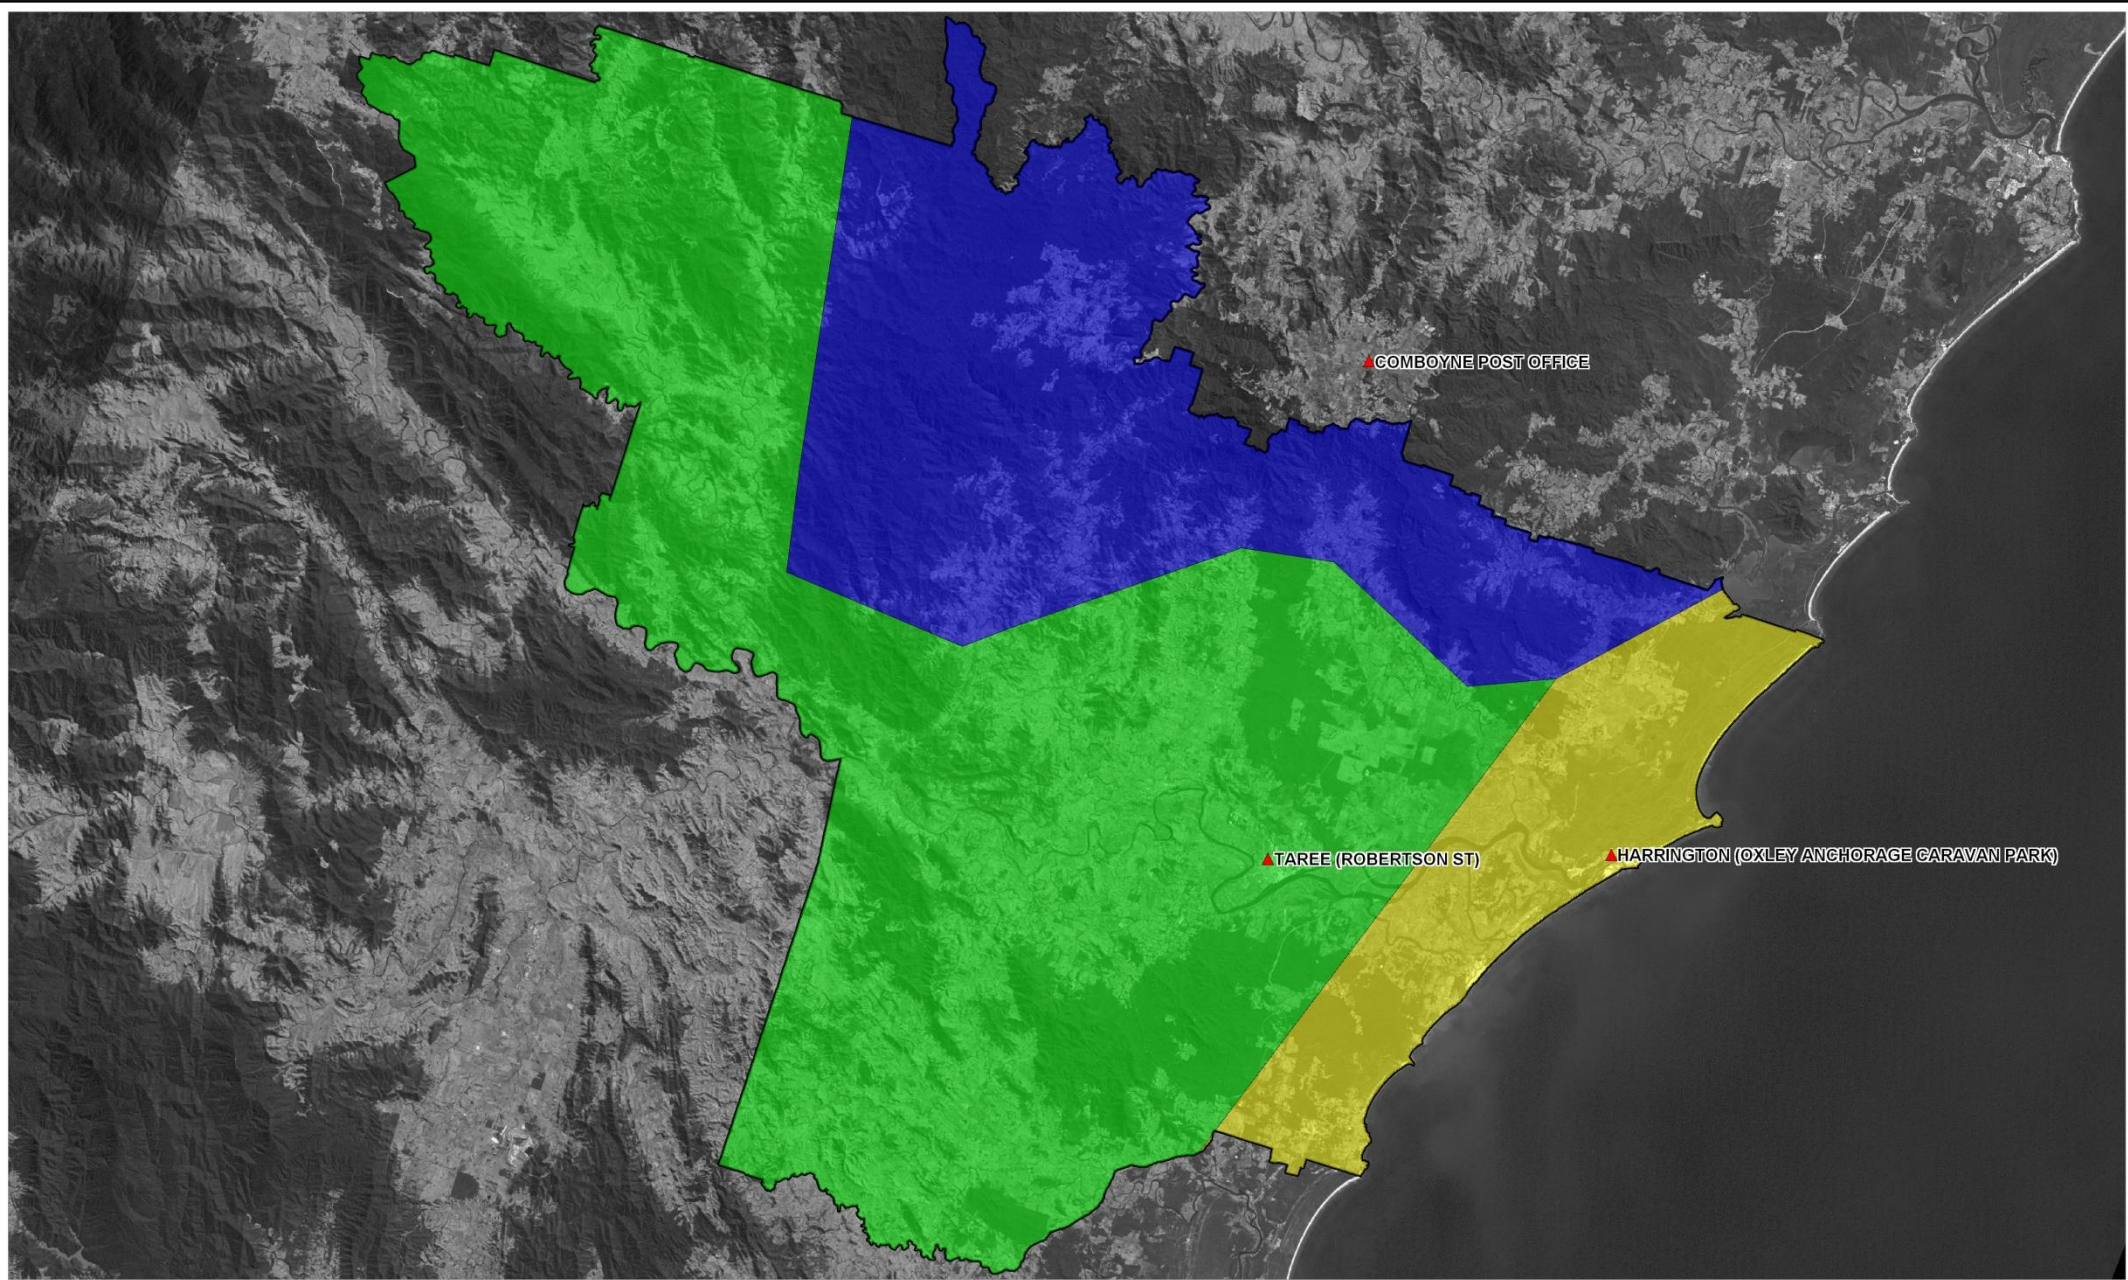 COMBOYNE POST OFFICE
TAREE (ROBERTSON ST)
HARRINGTON (OXLEY ANCHORAGE CARAVAN PARK)